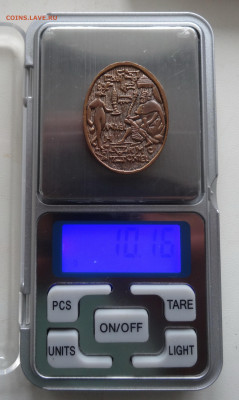 COINS.LAVE.RU
10.16
PCS
TARE
ON/OFF
UNITS
LIGHT